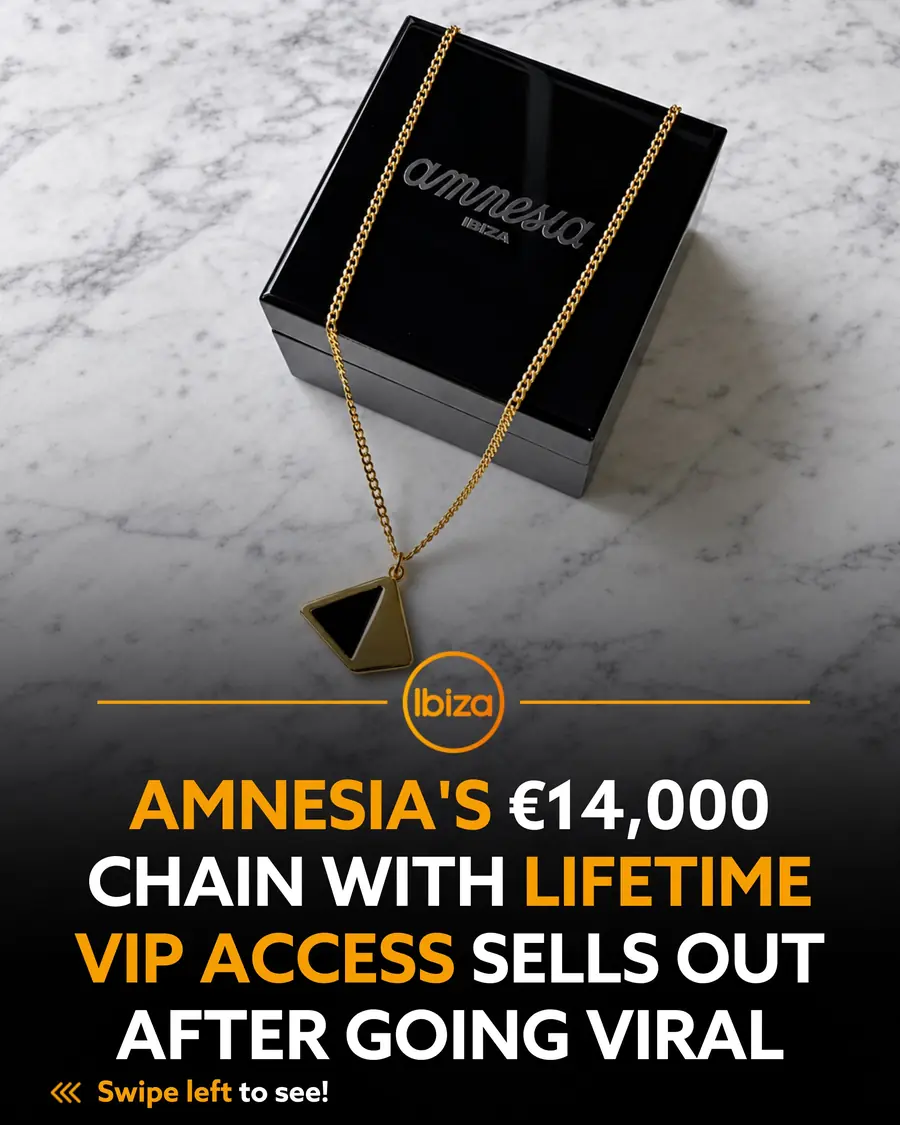 amnesia
IBIZA
Ibiza
AMNESIA'S €14,000
CHAIN WITH LIFETIME
VIP ACCESS SELLS OUT
AFTER GOING VIRAL
Swipe left to see!